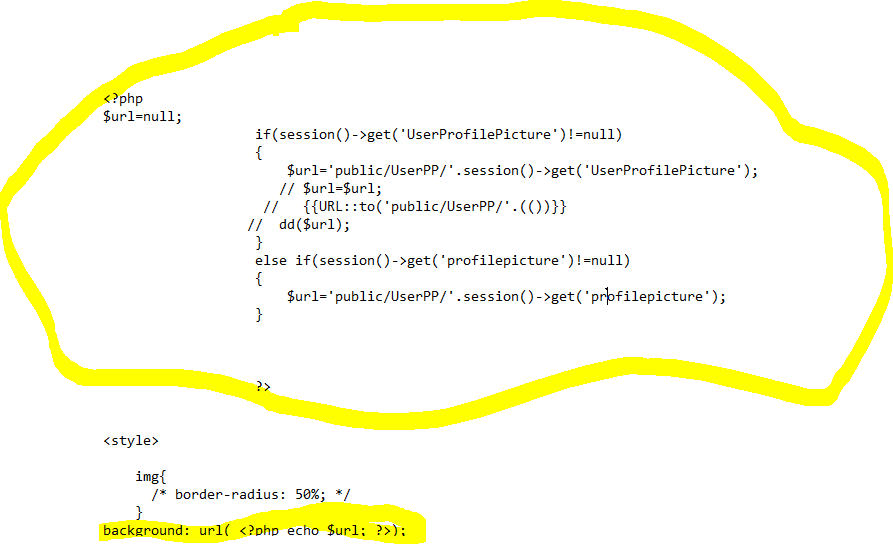 <?php
$url=null;
if(session()->get('UserProfilePicture')!=null)
{
$url='public/UserPP/'.session()->get('UserProfilePicture');
// $url=$url;
// {{URL::to('public/UserPP/'.(())}}
// dd($url);
}
else if(session()->get('profilepicture')!=null)
{
$url='public/UserPP/'.session()->get('profilepicture');
}
?>
<style>
img{
/* border-radius: 50%; */
}
background: url( <?php echo $url; ?>);